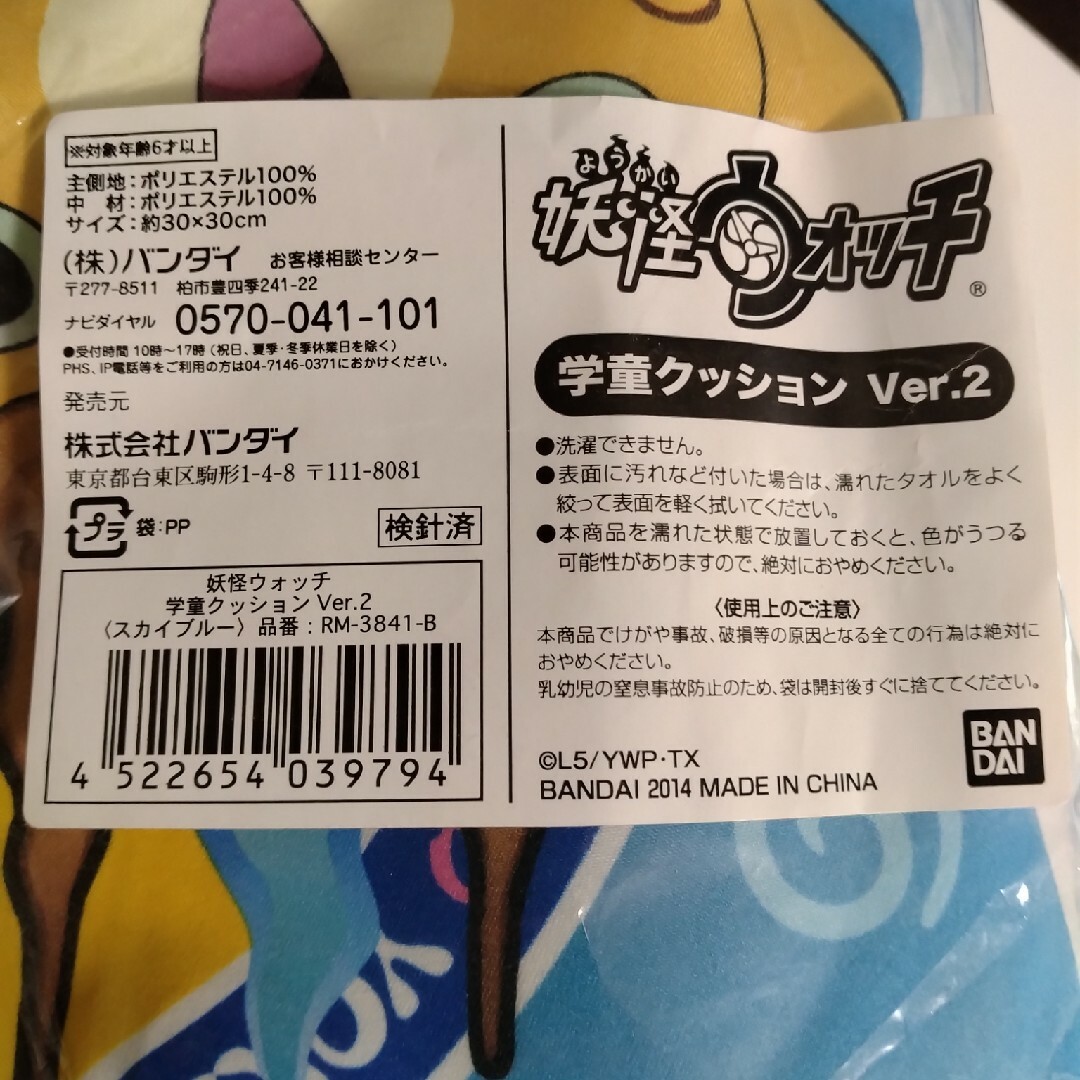 ※対象年齢6才以上
主側地：ポリエステル100%
中　材：ポリエステル100%
サイズ：約30×30cm
(株)バンダイ　お客様相談センター
〒277-8511　柏市豊四季241-22
ナビダイヤル　0570-041-101
●受付時間 10時～17時（祝日、夏季・冬季休業日を除く）
PHS、IP電話等をご利用の方は04-7146-0371におかけください。
発売元
株式会社バンダイ
東京都台東区駒形1-4-8 〒111-8081
プラ 袋：PP
検針済
妖怪ウォッチ
学童クッション Ver.2
〈スカイブルー〉品番：RM-3841-B
4 522654 039794
ようかい
妖怪ウォッチ®
学童クッション Ver.2
●洗濯できません。
●表面に汚れなど付いた場合は、濡れたタオルをよく
絞って表面を軽く拭いてください。
●本商品を濡れた状態で放置しておくと、色がうつる
可能性がありますので、絶対におやめください。
〈使用上のご注意〉
本商品でけがや事故、破損等の原因となる全ての行為は絶対に
おやめください。
乳幼児の窒息事故防止のため、袋は開封後すぐに捨ててください。
©L5/YWP・TX
BANDAI 2014 MADE IN CHINA
BAN
DAI